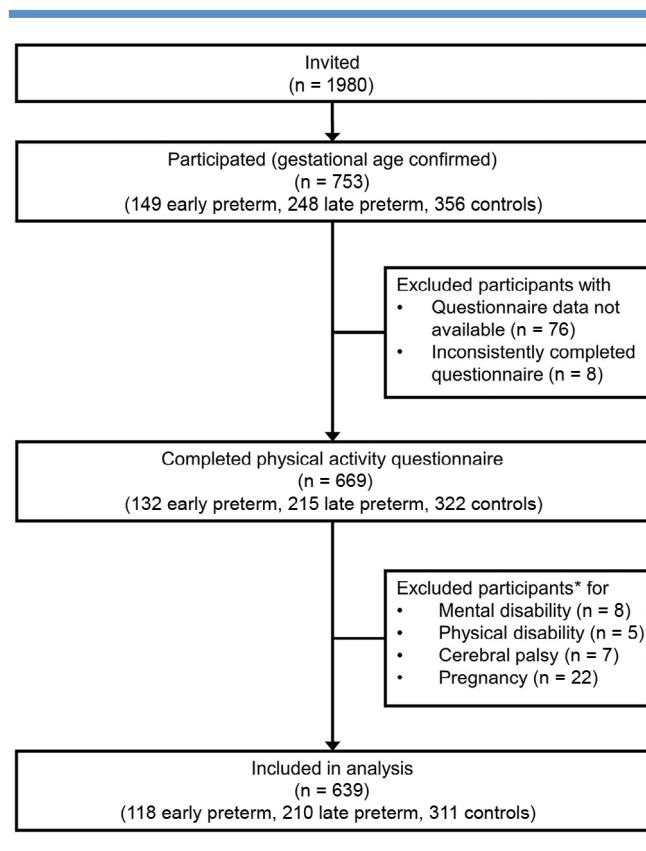 Invited
(n = 1980)
Participated (gestational age confirmed)
(n = 753)
(149 early preterm, 248 late preterm, 356 controls)
Excluded participants with
• Questionnaire data not
available (n = 76)
• Inconsistently completed
questionnaire (n = 8)
Completed physical activity questionnaire
(n = 669)
(132 early preterm, 215 late preterm, 322 controls)
Excluded participants* for
• Mental disability (n = 8)
• Physical disability (n = 5)
• Cerebral palsy (n = 7)
• Pregnancy (n = 22)
Included in analysis
(n = 639)
(118 early preterm, 210 late preterm, 311 controls)